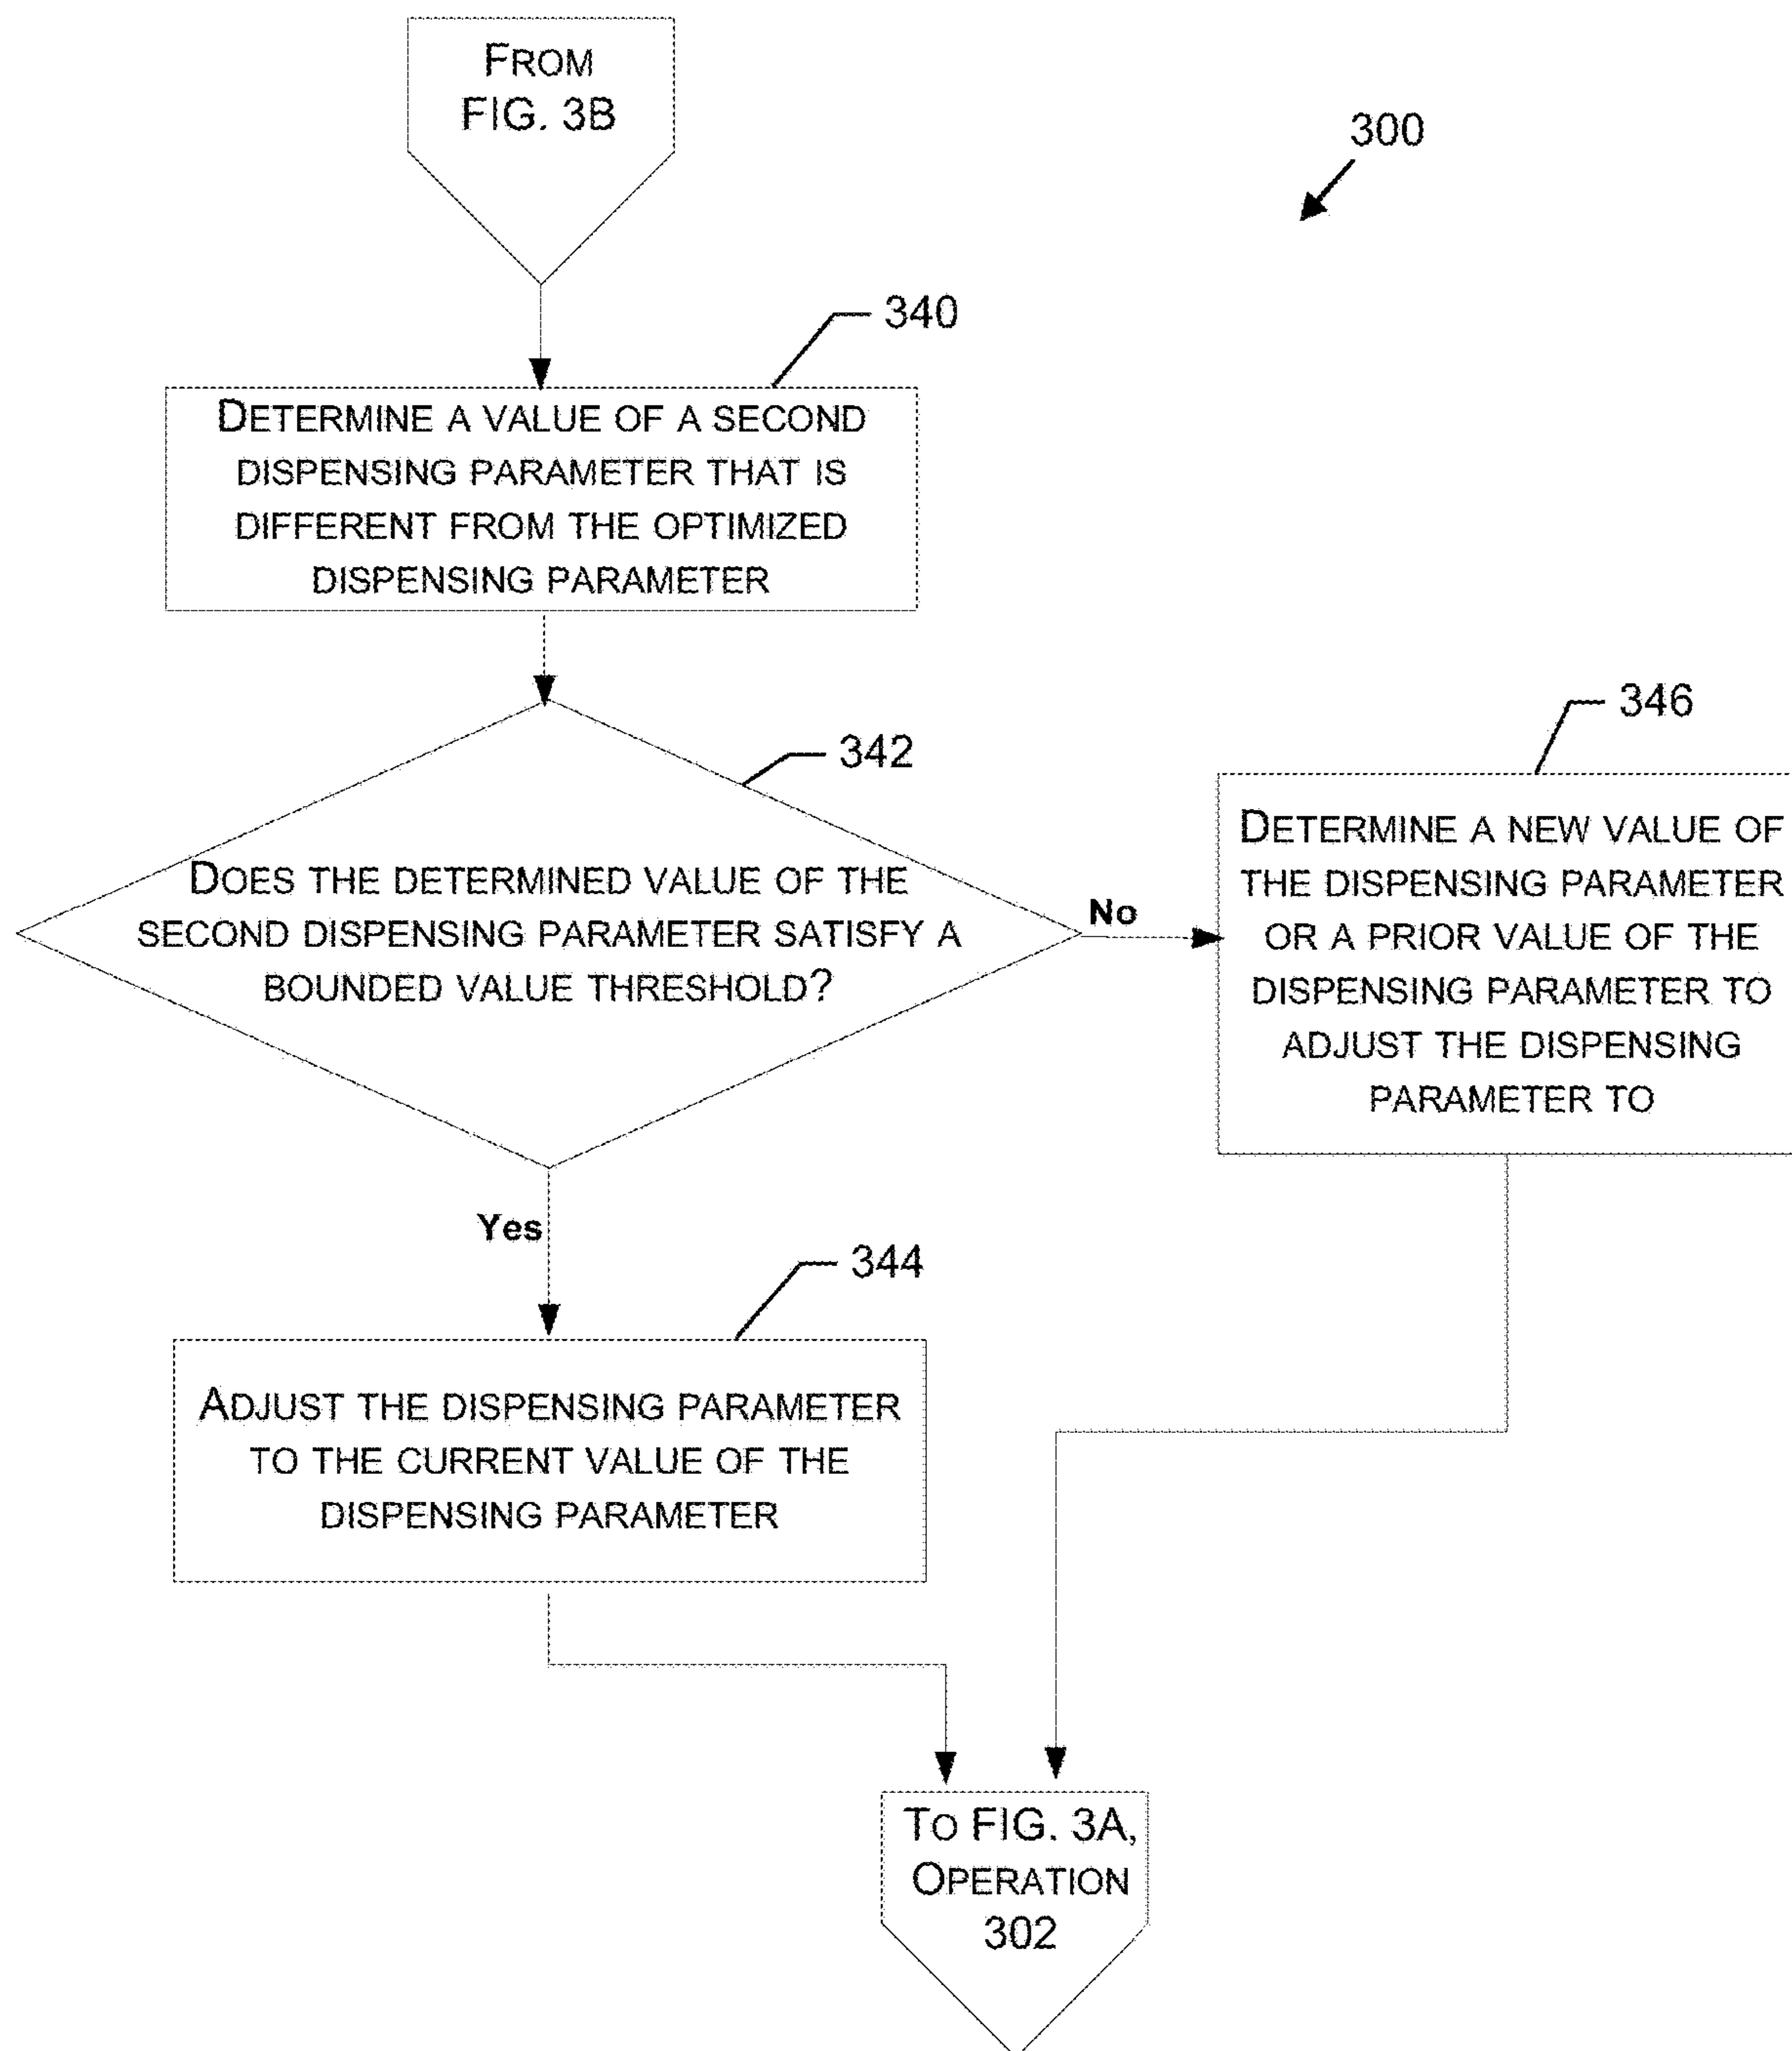 FROM
FIG. 3B
300
340
DETERMINE A VALUE OF A SECOND
DISPENSING PARAMETER THAT IS
DIFFERENT FROM THE OPTIMIZED
DISPENSING PARAMETER
342
DOES THE DETERMINED VALUE OF THE
SECOND DISPENSING PARAMETER SATISFY A
BOUNDED VALUE THRESHOLD?
No
346
DETERMINE A NEW VALUE OF
THE DISPENSING PARAMETER
OR A PRIOR VALUE OF THE
DISPENSING PARAMETER TO
ADJUST THE DISPENSING
PARAMETER TO
Yes
344
ADJUST THE DISPENSING PARAMETER
TO THE CURRENT VALUE OF THE
DISPENSING PARAMETER
TO FIG. 3A,
OPERATION
302